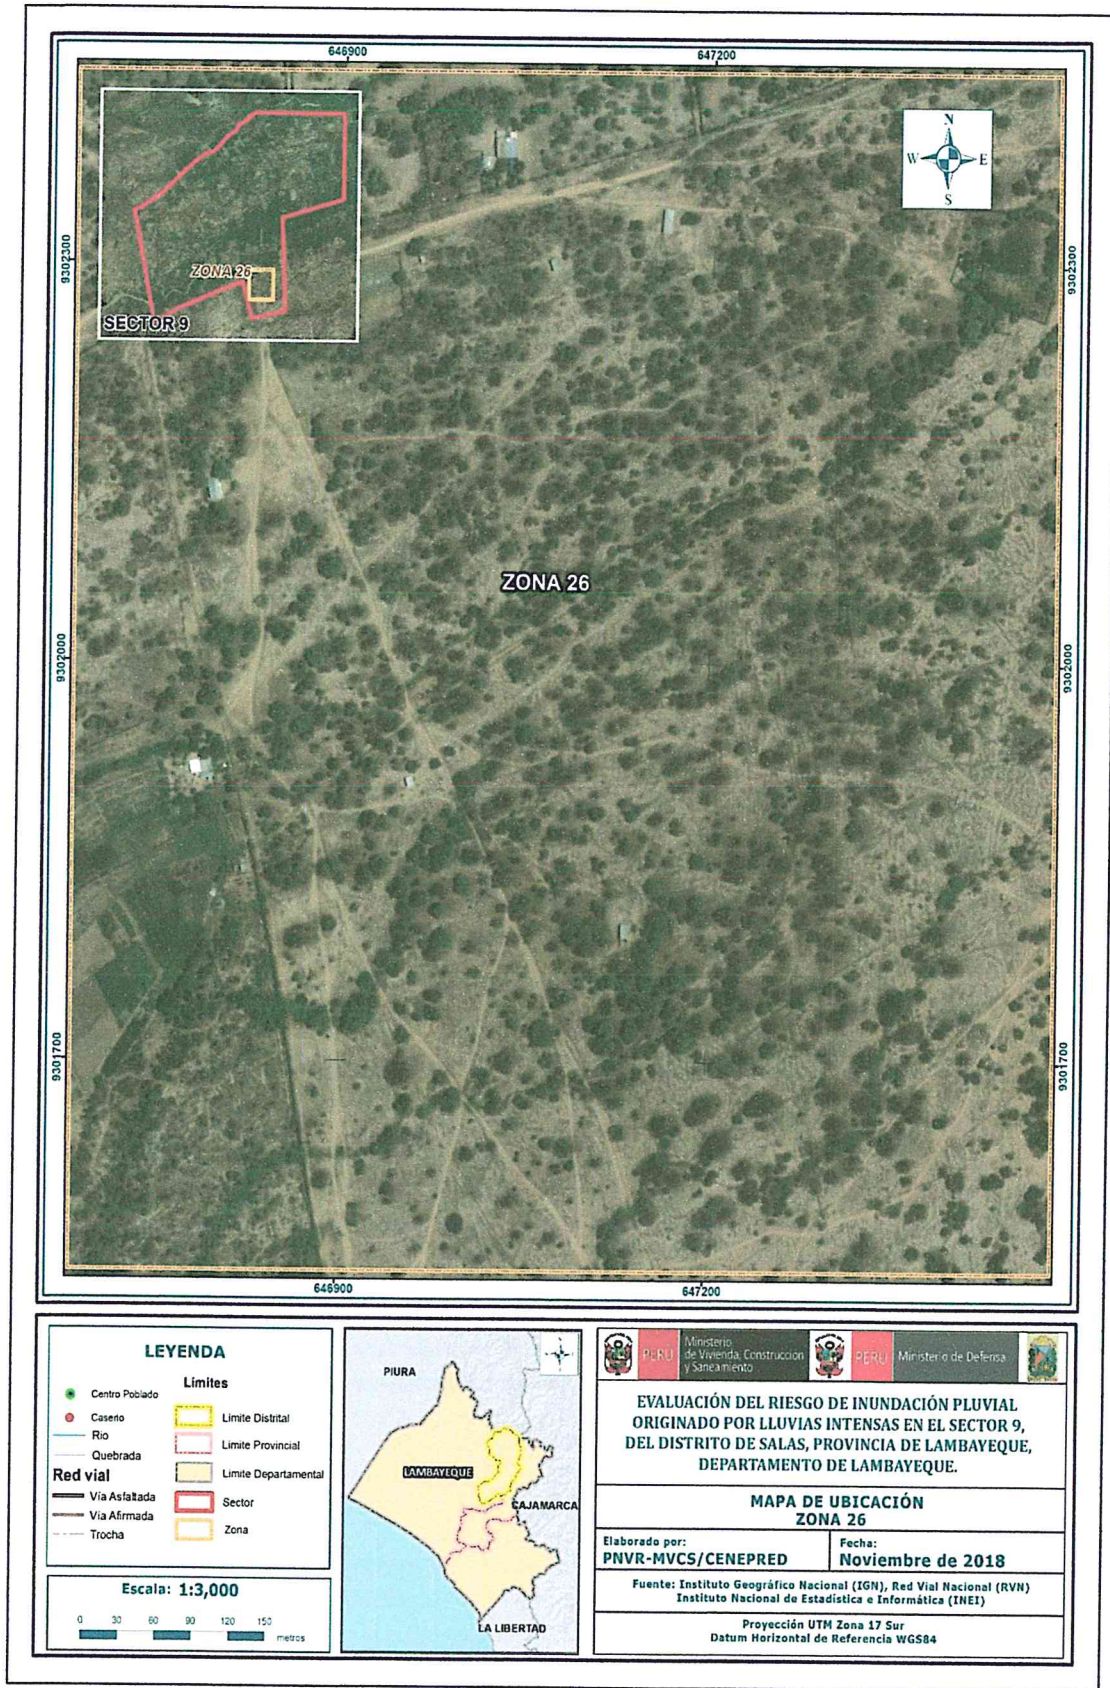 646900
647200
N
W
E
S
9302300
9302300
ZONA 26
SECTOR 9
ZONA 26
9302000
9302000
9301700
9301700
646900
647200
LEYENDA
Centro Poblado
Caserio
Rio
Quebrada
Red vial
Vía Asfaltada
Vía Afirmada
Trocha
Limites
Limite Distrital
Limite Provincial
Limite Departamental
Sector
Zona
Escala: 1:3,000
0 30 60 90 120 150
metros
PIURA
LAMBAYEQUE
CAJAMARCA
LA LIBERTAD
PERÚ
Ministerio
de Vivienda, Construcción
y Saneamiento
PERÚ
Ministerio de Defensa
EVALUACIÓN DEL RIESGO DE INUNDACIÓN PLUVIAL
ORIGINADO POR LLUVIAS INTENSAS EN EL SECTOR 9,
DEL DISTRITO DE SALAS, PROVINCIA DE LAMBAYEQUE,
DEPARTAMENTO DE LAMBAYEQUE.
MAPA DE UBICACIÓN
ZONA 26
Elaborado por:
PNVR-MVCS/CENEPRED
Fecha:
Noviembre de 2018
Fuente: Instituto Geográfico Nacional (IGN), Red Vial Nacional (RVN)
Instituto Nacional de Estadistica e Informática (INEI)
Proyección UTM Zona 17 Sur
Datum Horizontal de Referencia WGS84